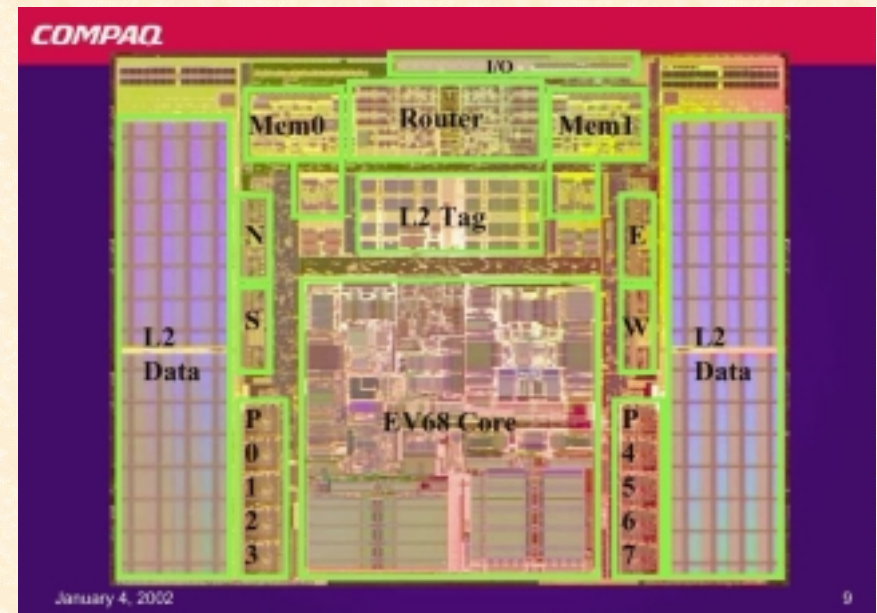 COMPAQ
I/O
Mem0
Router
Mem1
L2 Tag
N
E
S
W
L2
Data
L2
Data
EV68 Core
P
0
1
2
3
P
4
5
6
7
January 4, 2002
9